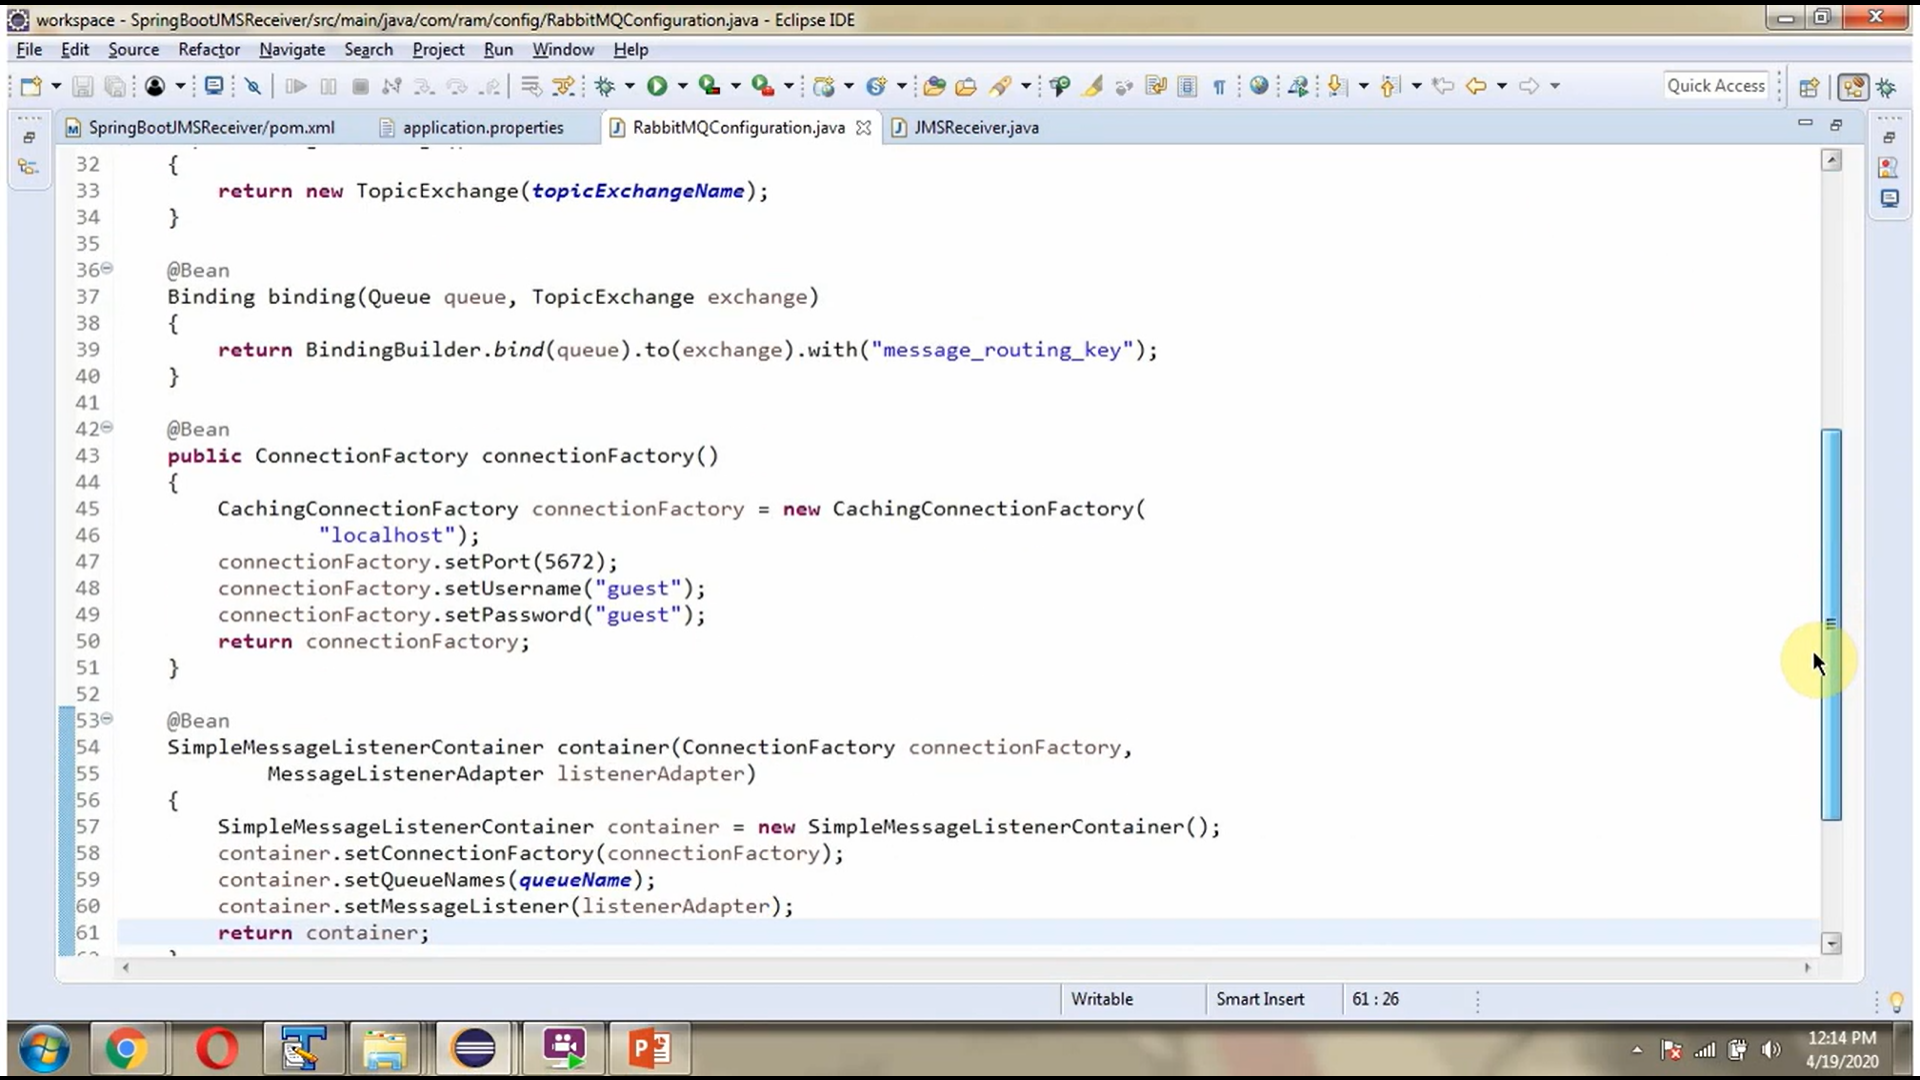 workspace - SpringBootJMSReceiver/src/main/java/com/ram/config/RabbitMQConfiguration.java - Eclipse IDE
File Edit Source Refactor Navigate Search Project Run Window Help
Quick Access
SpringBootJMSReceiver/pom.xml application.properties RabbitMQConfiguration.java JMSReceiver.java
32 {
33 return new TopicExchange(topicExchangeName);
34 }
35
36 @Bean
37 Binding binding(Queue queue, TopicExchange exchange)
38 {
39 return BindingBuilder.bind(queue).to(exchange).with("message_routing_key");
40 }
41
42 @Bean
43 public ConnectionFactory connectionFactory()
44 {
45 CachingConnectionFactory connectionFactory = new CachingConnectionFactory(
46 "localhost");
47 connectionFactory.setPort(5672);
48 connectionFactory.setUsername("guest");
49 connectionFactory.setPassword("guest");
50 return connectionFactory;
51 }
52
53 @Bean
54 SimpleMessageListenerContainer container(ConnectionFactory connectionFactory,
55 MessageListenerAdapter listenerAdapter)
56 {
57 SimpleMessageListenerContainer container = new SimpleMessageListenerContainer();
58 container.setConnectionFactory(connectionFactory);
59 container.setQueueNames(queueName);
60 container.setMessageListener(listenerAdapter);
61 return container;
Writable Smart Insert 61 : 26
12:14 PM
4/19/2020